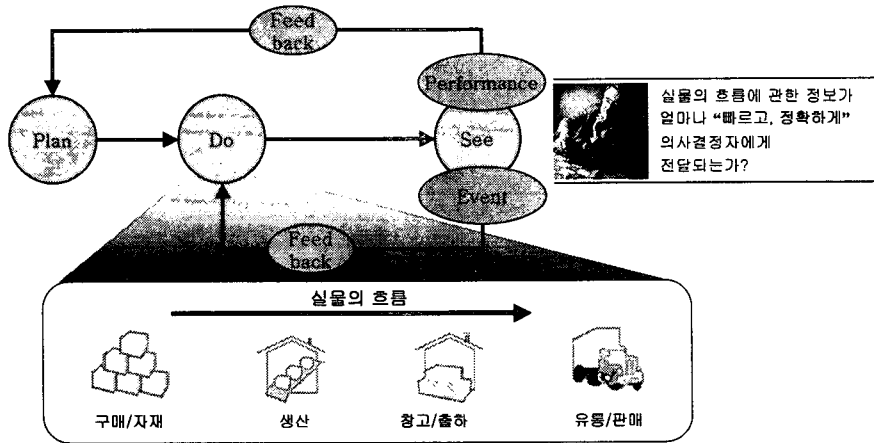 Feed
back
Performance
실물의 흐름에 관한 정보가
얼마나 “빠르고, 정확하게”
의사결정자에게
전달되는가?
Plan
Do
See
Event
Feed
back
실물의 흐름
구매/자재
생산
창고/출하
유통/판매